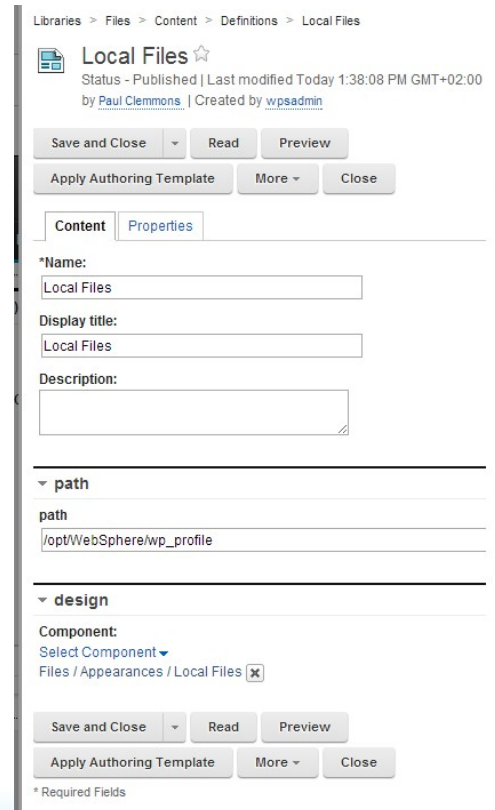 Libraries > Files > Content > Definitions > Local Files
Local Files
Status - Published | Last modified Today 1:38:08 PM GMT+02:00
by Paul Clemmons | Created by wpsadmin
Save and Close Read Preview
Apply Authoring Template More Close
Content Properties
*Name:
Local Files
Display title:
Local Files
Description:
path
path
/opt/WebSphere/wp_profile
design
Component:
Select Component
Files / Appearances / Local Files
Save and Close Read Preview
Apply Authoring Template More Close
* Required Fields